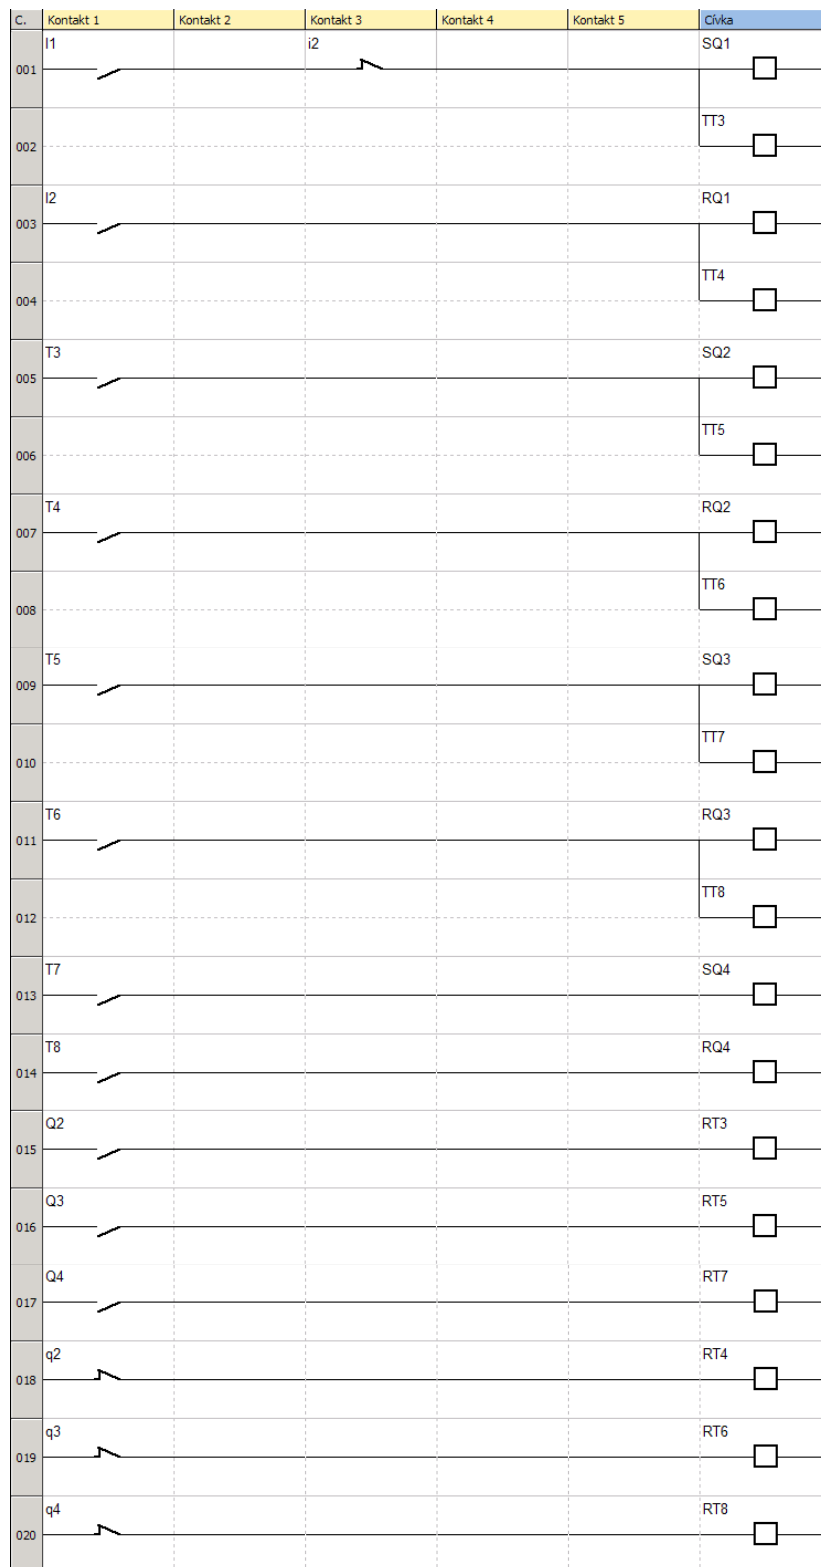 C. Kontakt 1 Kontakt 2 Kontakt 3 Kontakt 4 Kontakt 5 Cívka
I1 i2 SQ1
001
TT3
002
I2 RQ1
003
TT4
004
T3 SQ2
005
TT5
006
T4 RQ2
007
TT6
008
T5 SQ3
009
TT7
010
T6 RQ3
011
TT8
012
T7 SQ4
013
T8 RQ4
014
Q2 RT3
015
Q3 RT5
016
Q4 RT7
017
q2 RT4
018
q3 RT6
019
q4 RT8
020